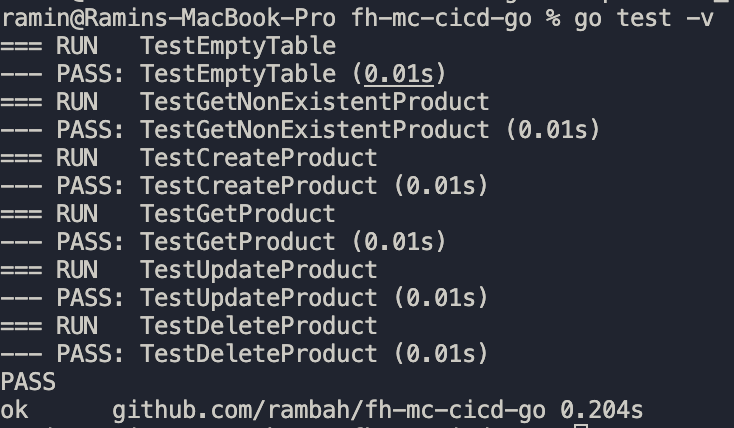 ramin@Ramins-MacBook-Pro fh-mc-cicd-go % go test -v
=== RUN   TestEmptyTable
--- PASS: TestEmptyTable (0.01s)
=== RUN   TestGetNonExistentProduct
--- PASS: TestGetNonExistentProduct (0.01s)
=== RUN   TestCreateProduct
--- PASS: TestCreateProduct (0.01s)
=== RUN   TestGetProduct
--- PASS: TestGetProduct (0.01s)
=== RUN   TestUpdateProduct
--- PASS: TestUpdateProduct (0.01s)
=== RUN   TestDeleteProduct
--- PASS: TestDeleteProduct (0.01s)
PASS
ok      github.com/rambah/fh-mc-cicd-go 0.204s